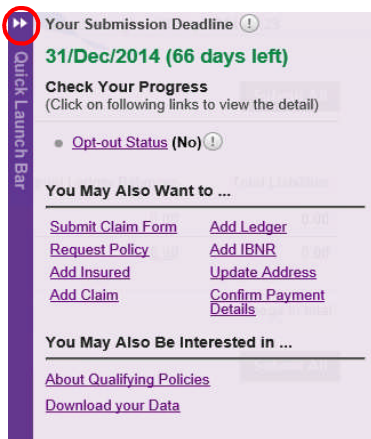 Your Submission Deadline
31/Dec/2014 (66 days left)
Quick Launch Bar
Check Your Progress
(Click on following links to view the detail)
Opt-out Status (No)
You May Also Want to ...
Submit Claim Form Add Ledger
Request Policy Add IBNR
Add Insured Update Address
Add Claim Confirm Payment
Details
You May Also Be Interested in ...
About Qualifying Policies
Download your Data